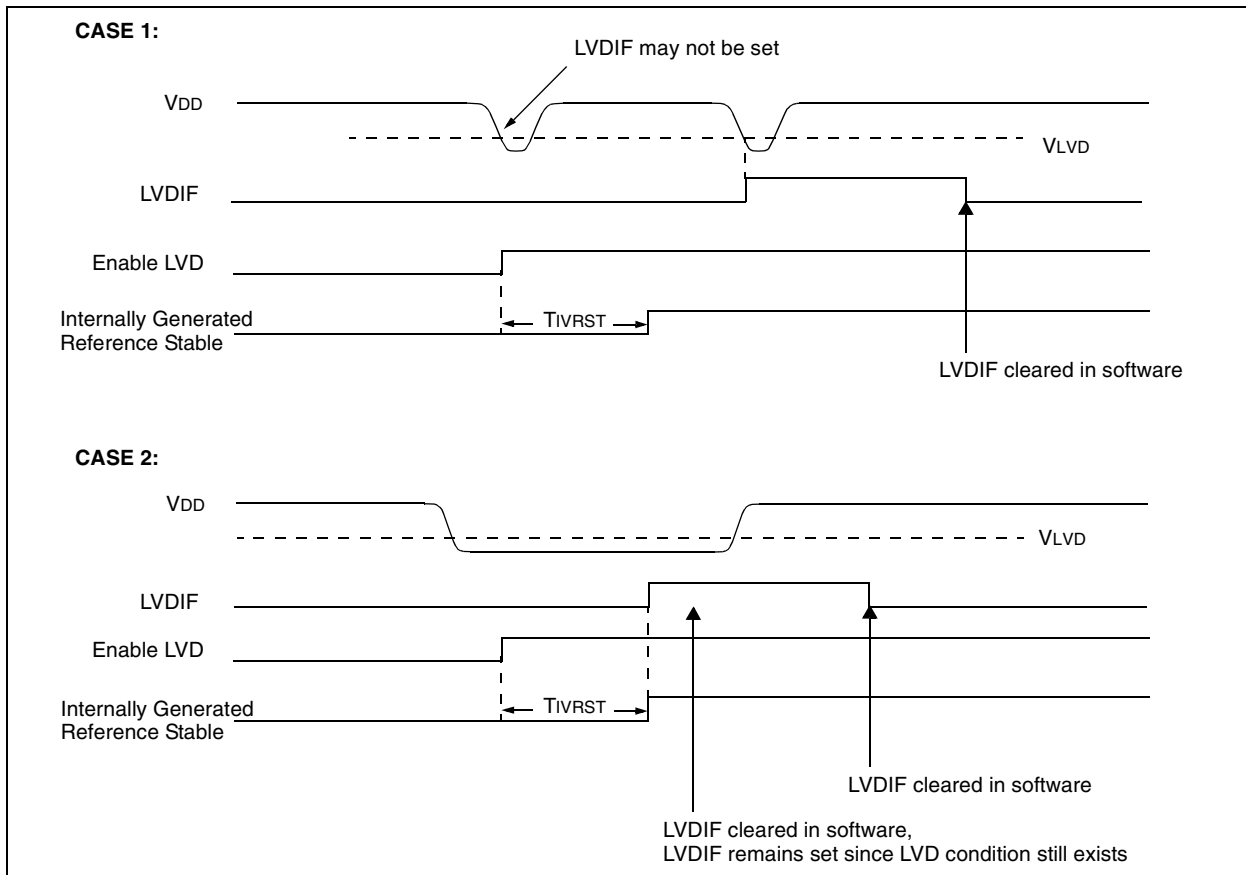 CASE 1:
LVDIF may not be set
VDD
VLVD
LVDIF
Enable LVD
TIVRST
Internally Generated
Reference Stable
LVDIF cleared in software
CASE 2:
VDD
VLVD
LVDIF
Enable LVD
TIVRST
Internally Generated
Reference Stable
LVDIF cleared in software
LVDIF cleared in software,
LVDIF remains set since LVD condition still exists